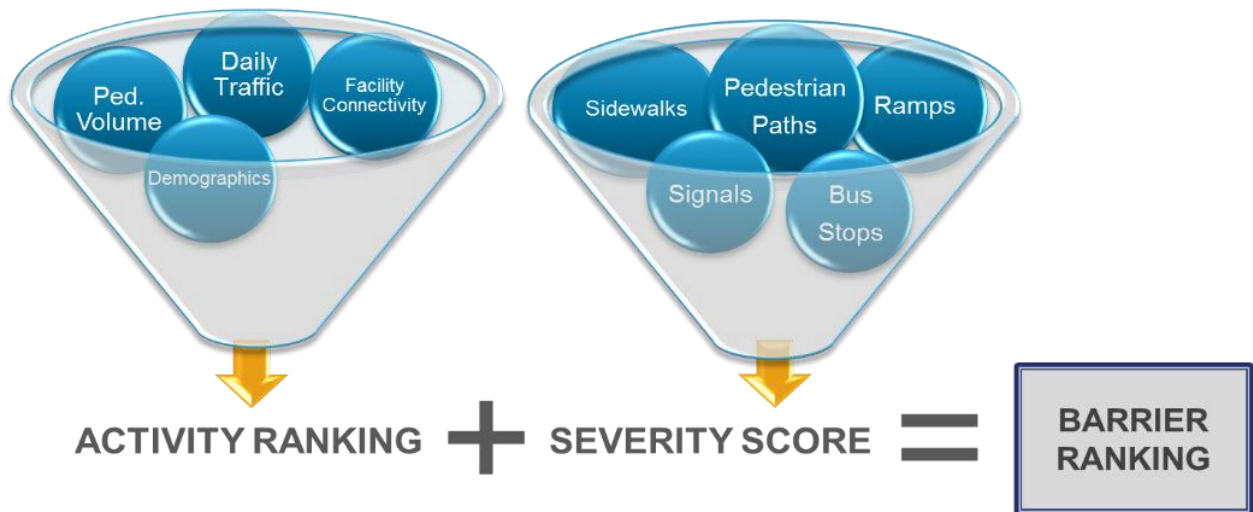 Ped.
Volume
Daily
Traffic
Facility
Connectivity
Demographics
Sidewalks
Pedestrian
Paths
Ramps
Signals
Bus
Stops
ACTIVITY RANKING + SEVERITY SCORE =
BARRIER
RANKING